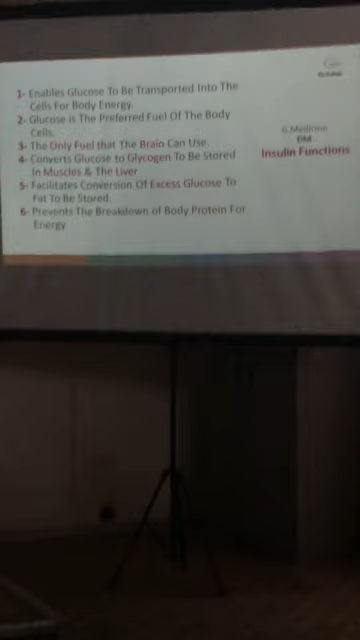 1- Enables Glucose To Be Transported Into The
Cells For Body Energy.
2- Glucose is The Preferred Fuel Of The Body
Cells.
3- The Only Fuel that The Brain Can Use.
4- Converts Glucose to Glycogen To Be Stored
In Muscles & The Liver
5- Facilitates Conversion Of Excess Glucose To
Fat To Be Stored.
6- Prevents The Breakdown of Body Protein For
Energy
DM
Insulin Functions